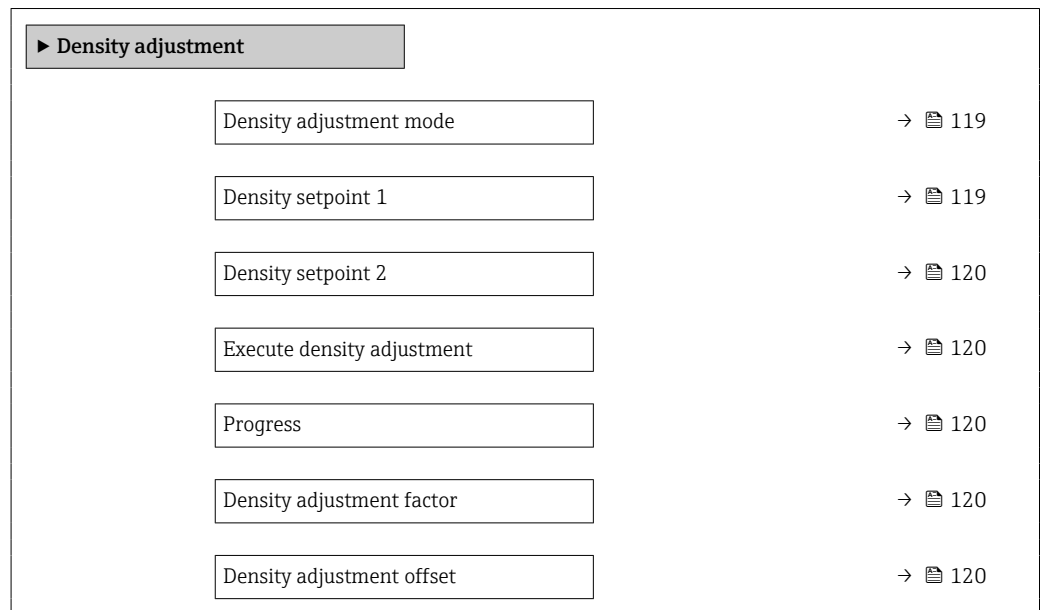 ▶ Density adjustment
Density adjustment mode → 119
Density setpoint 1 → 119
Density setpoint 2 → 120
Execute density adjustment → 120
Progress → 120
Density adjustment factor → 120
Density adjustment offset → 120